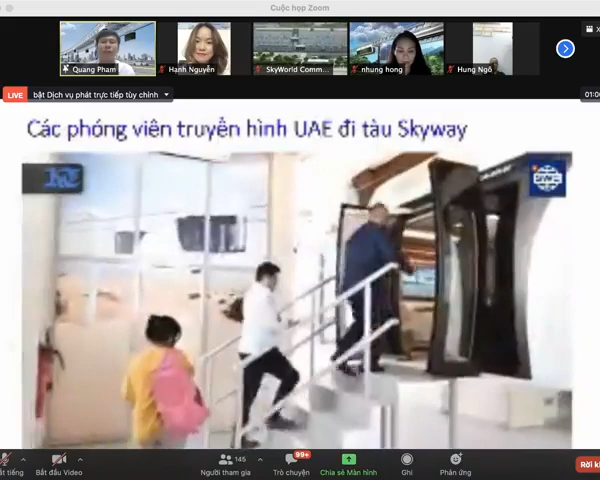 Cuộc họp Zoom
Quang Pham
Hạnh Nguyễn
SkyWorld Comm...
nhung hong
Hung Ngô
LIVE
bật Dịch vụ phát trực tiếp tùy chỉnh
Các phóng viên truyền hình UAE đi tàu Skyway
145
99+
Bắt đầu Video
Người tham gia
Trò chuyện
Chia sẻ Màn hình
Ghi
Phản ứng